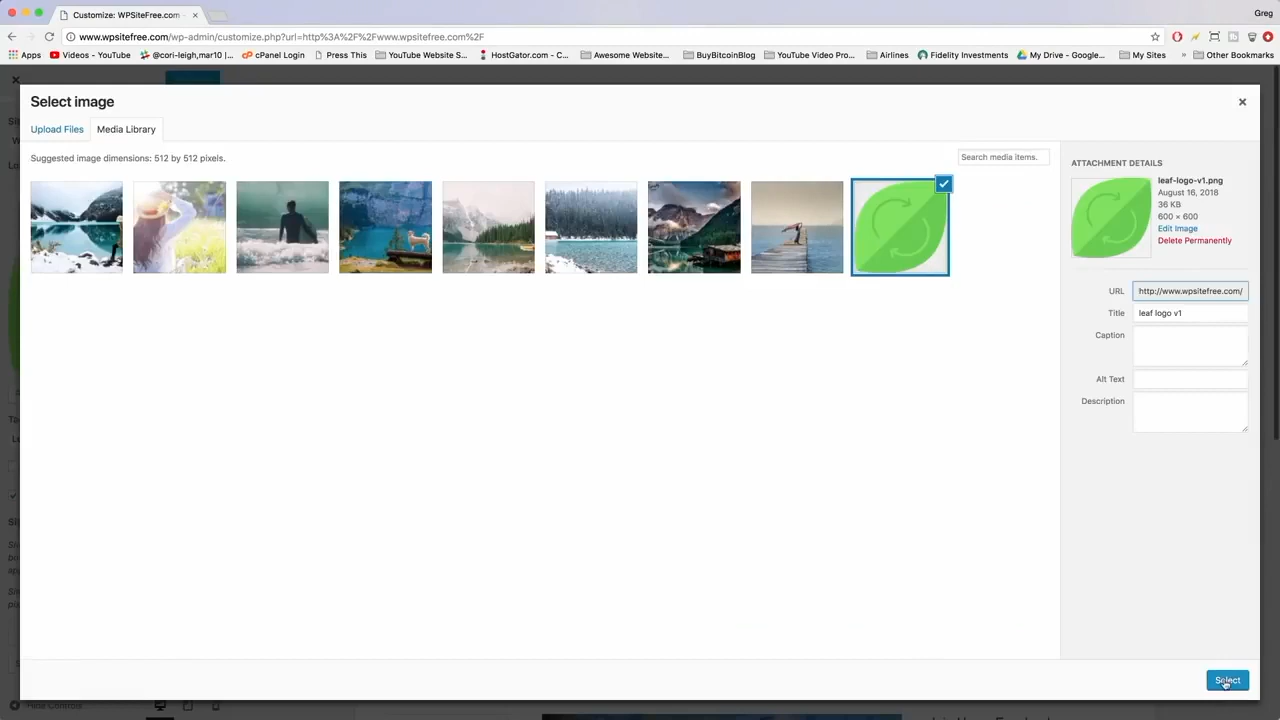 Customize: WPSiteFree.com -
Greg
www.wpsitefree.com/wp-admin/customize.php?url=http%3A%2F%2Fwww.wpsitefree.com%2F
Apps Videos - YouTube @cori-leigh,mar10 |... cPanel Login Press This YouTube Website S... HostGator.com - C... Awesome Website... BuyBitcoinBlog YouTube Video Pro... Airlines Fidelity Investments My Drive - Google... My Sites » Other Bookmarks
Select image
Upload Files Media Library
Suggested image dimensions: 512 by 512 pixels.
Search media items.
ATTACHMENT DETAILS
leaf-logo-v1.png
August 16, 2018
36 KB
600 × 600
Edit Image
Delete Permanently
URL http://www.wpsitefree.com/
Title leaf logo v1
Caption
Alt Text
Description
Select
Hide Controls